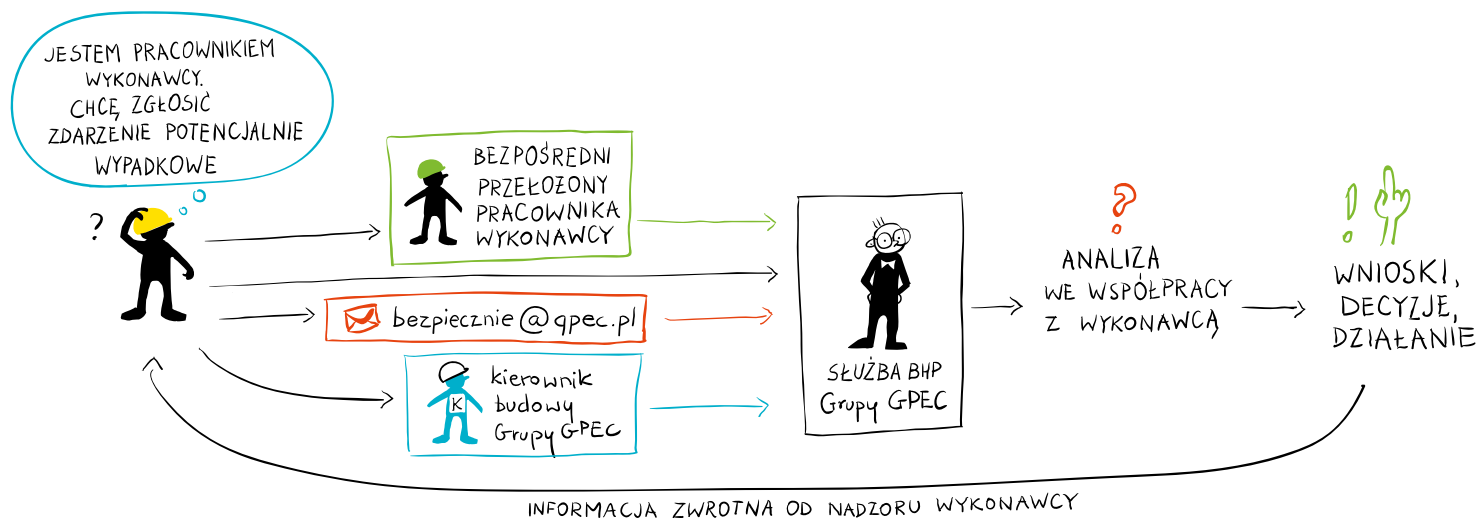 JESTEM PRACOWNIKIEM
WYKONAWCY.
CHCĘ ZGŁOSIĆ
ZDARZENIE POTENCJALNIE
WYPADKOWE
?
BEZPOŚREDNI
PRZEŁOŻONY
PRACOWNIKA
WYKONAWCY
bezpiecznie@gpec.pl
K
kierownik
budowy
Grupy GPEC
SŁUŻBA BHP
Grupy GPEC
?
ANALIZA
WE WSPÓŁPRACY
Z WYKONAWCĄ
!
WNIOSKI,
DECYZJE,
DZIAŁANIE
INFORMACJA ZWROTNA OD NADZORU WYKONAWCY